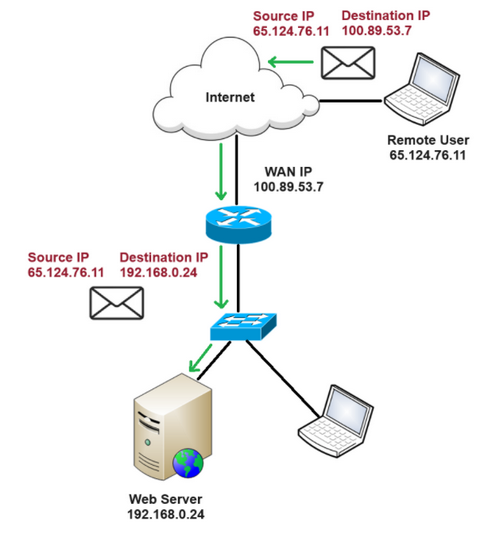 Source IP
65.124.76.11
Destination IP
100.89.53.7
Internet
Remote User
65.124.76.11
WAN IP
100.89.53.7
Source IP
65.124.76.11
Destination IP
192.168.0.24
Web Server
192.168.0.24